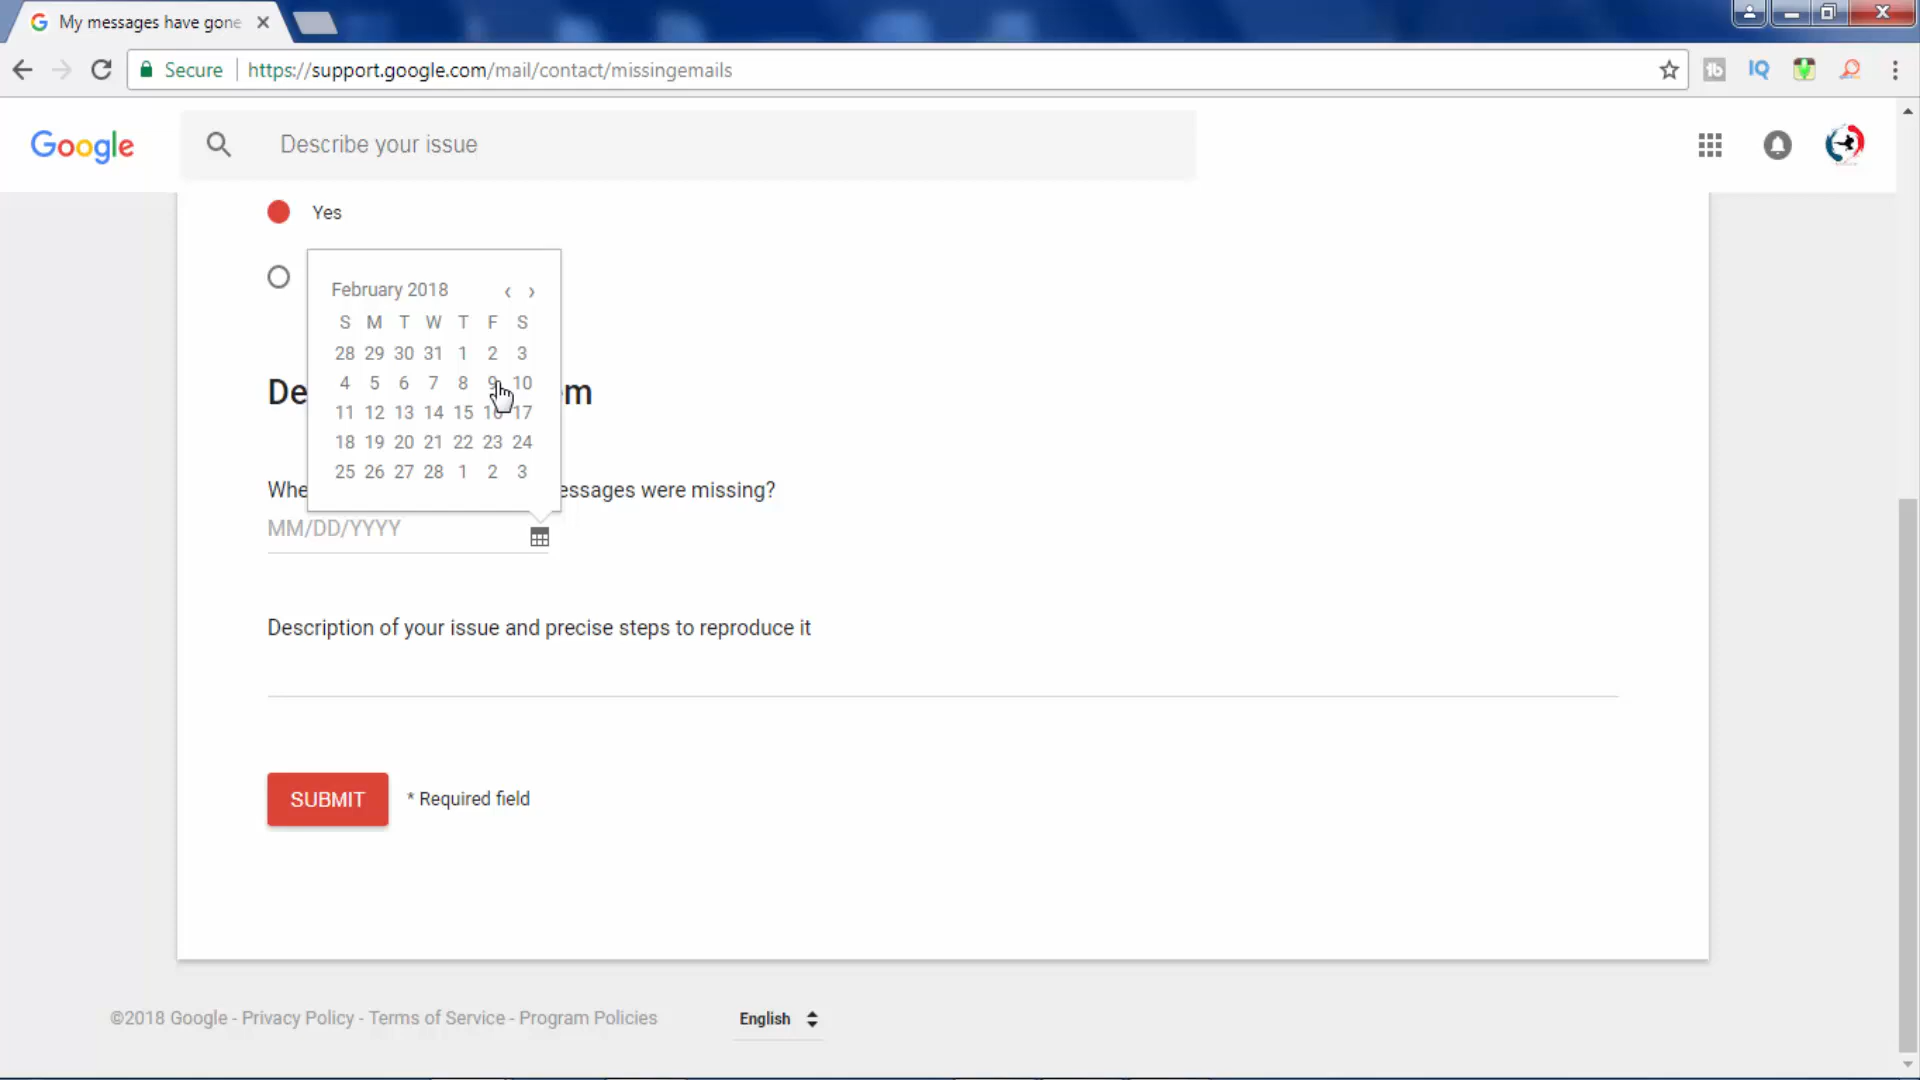 My messages have gone
Secure https://support.google.com/mail/contact/missingemails
Google Describe your issue
Yes
February 2018
S M T W T F S
28 29 30 31 1 2 3
4 5 6 7 8 9 10
De m
11 12 13 14 15 16 17
18 19 20 21 22 23 24
25 26 27 28 1 2 3
Whe essages were missing?
MM/DD/YYYY
Description of your issue and precise steps to reproduce it
SUBMIT * Required field
©2018 Google - Privacy Policy - Terms of Service - Program Policies English